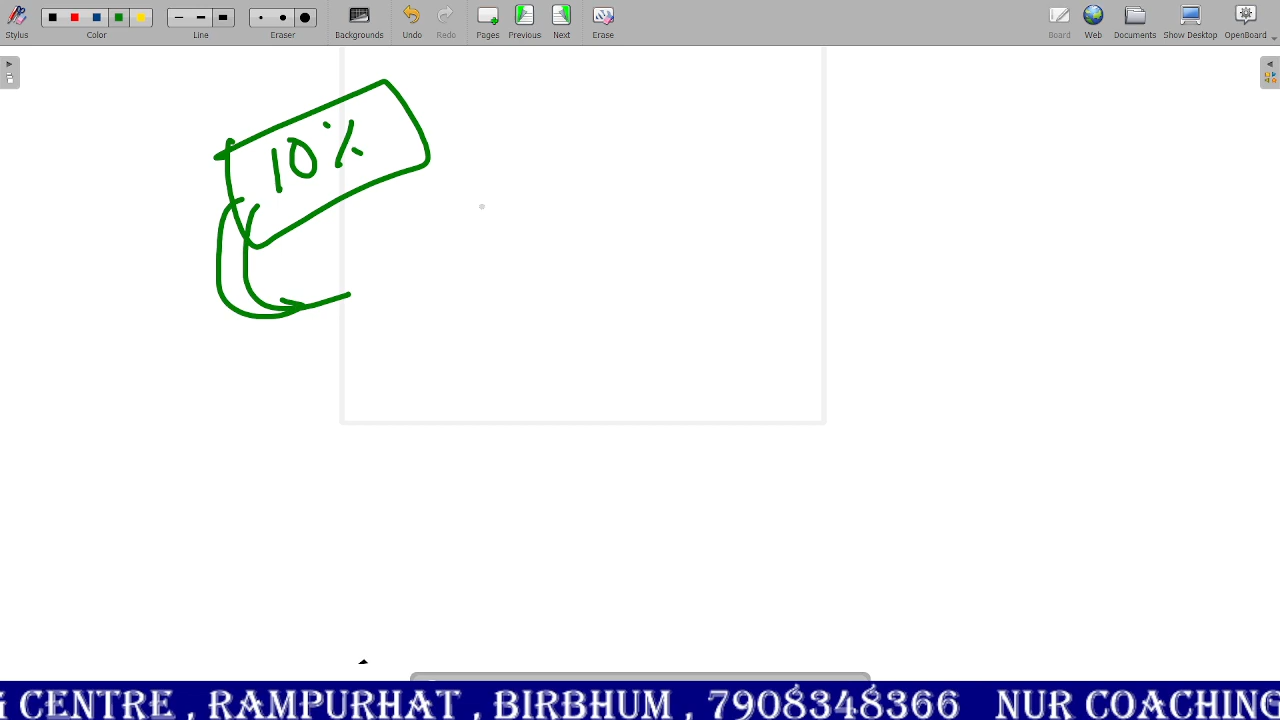 Stylus
Color
Line
Eraser
Backgrounds
Undo
Redo
Pages
Previous
Next
Erase
Board
Web
Documents
Show Desktop
OpenBoard
10%
G CENTRE , RAMPURHAT , BIRBHUM , 7908348366 NUR COACHING